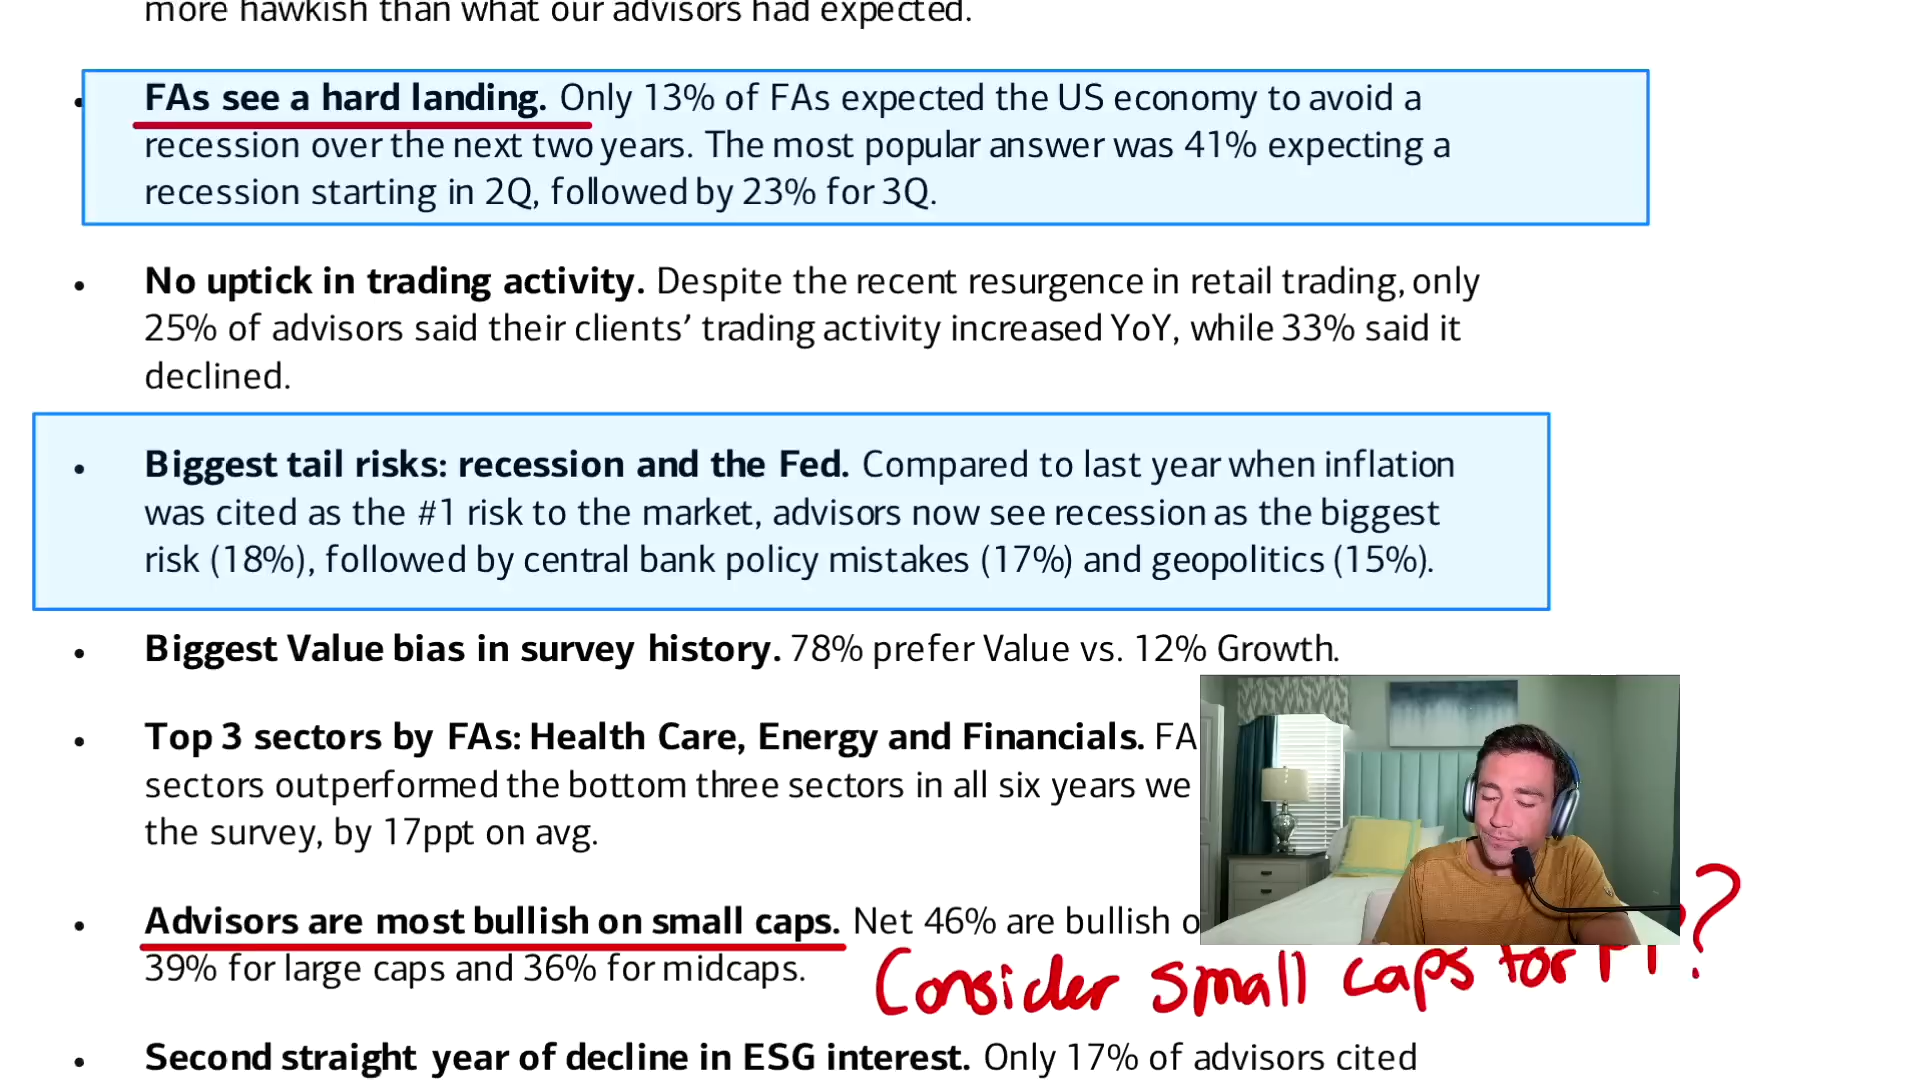 more hawkish than what our advisors had expected.
• FAs see a hard landing. Only 13% of FAs expected the US economy to avoid a
recession over the next two years. The most popular answer was 41% expecting a
recession starting in 2Q, followed by 23% for 3Q.
• No uptick in trading activity. Despite the recent resurgence in retail trading, only
25% of advisors said their clients’ trading activity increased YoY, while 33% said it
declined.
• Biggest tail risks: recession and the Fed. Compared to last year when inflation
was cited as the #1 risk to the market, advisors now see recession as the biggest
risk (18%), followed by central bank policy mistakes (17%) and geopolitics (15%).
• Biggest Value bias in survey history. 78% prefer Value vs. 12% Growth.
• Top 3 sectors by FAs: Health Care, Energy and Financials. FA
sectors outperformed the bottom three sectors in all six years we
the survey, by 17ppt on avg.
• Advisors are most bullish on small caps. Net 46% are bullish o
39% for large caps and 36% for midcaps.
Consider small caps for ?
• Second straight year of decline in ESG interest. Only 17% of advisors cited